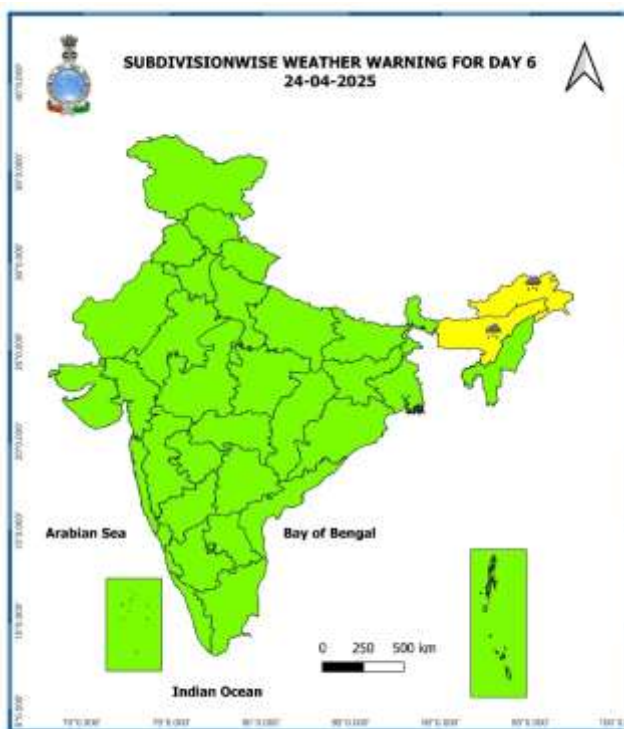 SUBDIVISIONWISE WEATHER WARNING FOR DAY 6
24-04-2025
Arabian Sea
Bay of Bengal
0 250 500 km
Indian Ocean